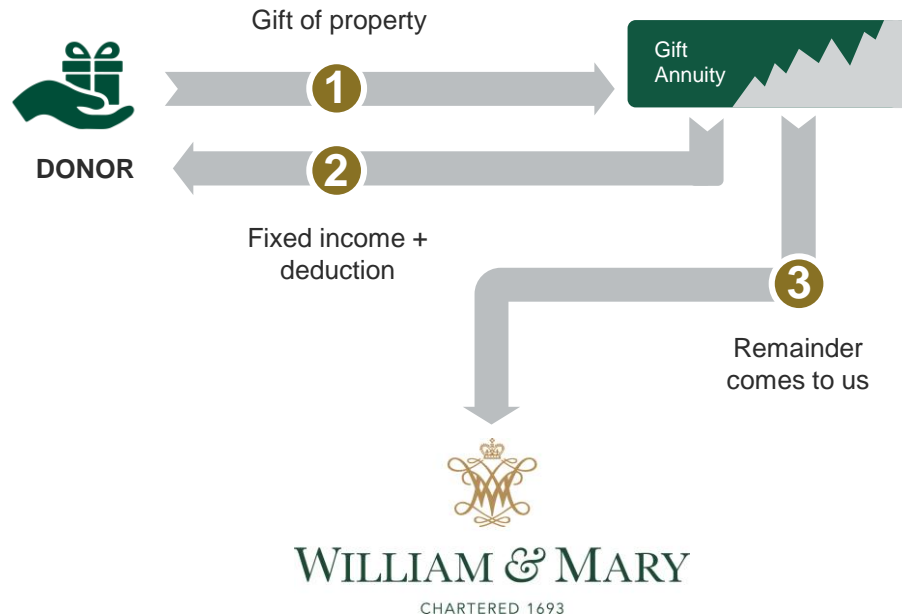 Gift of property
Gift
Annuity
1
DONOR
2
Fixed income +
deduction
3
Remainder
comes to us
WILLIAM & MARY
CHARTERED 1693